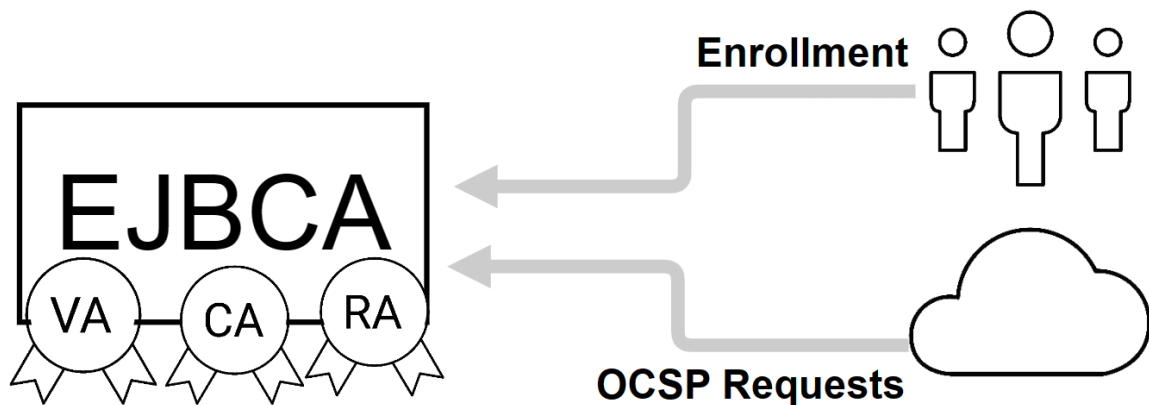 Enrollment
EJBCA
VA
CA
RA
OCSP Requests